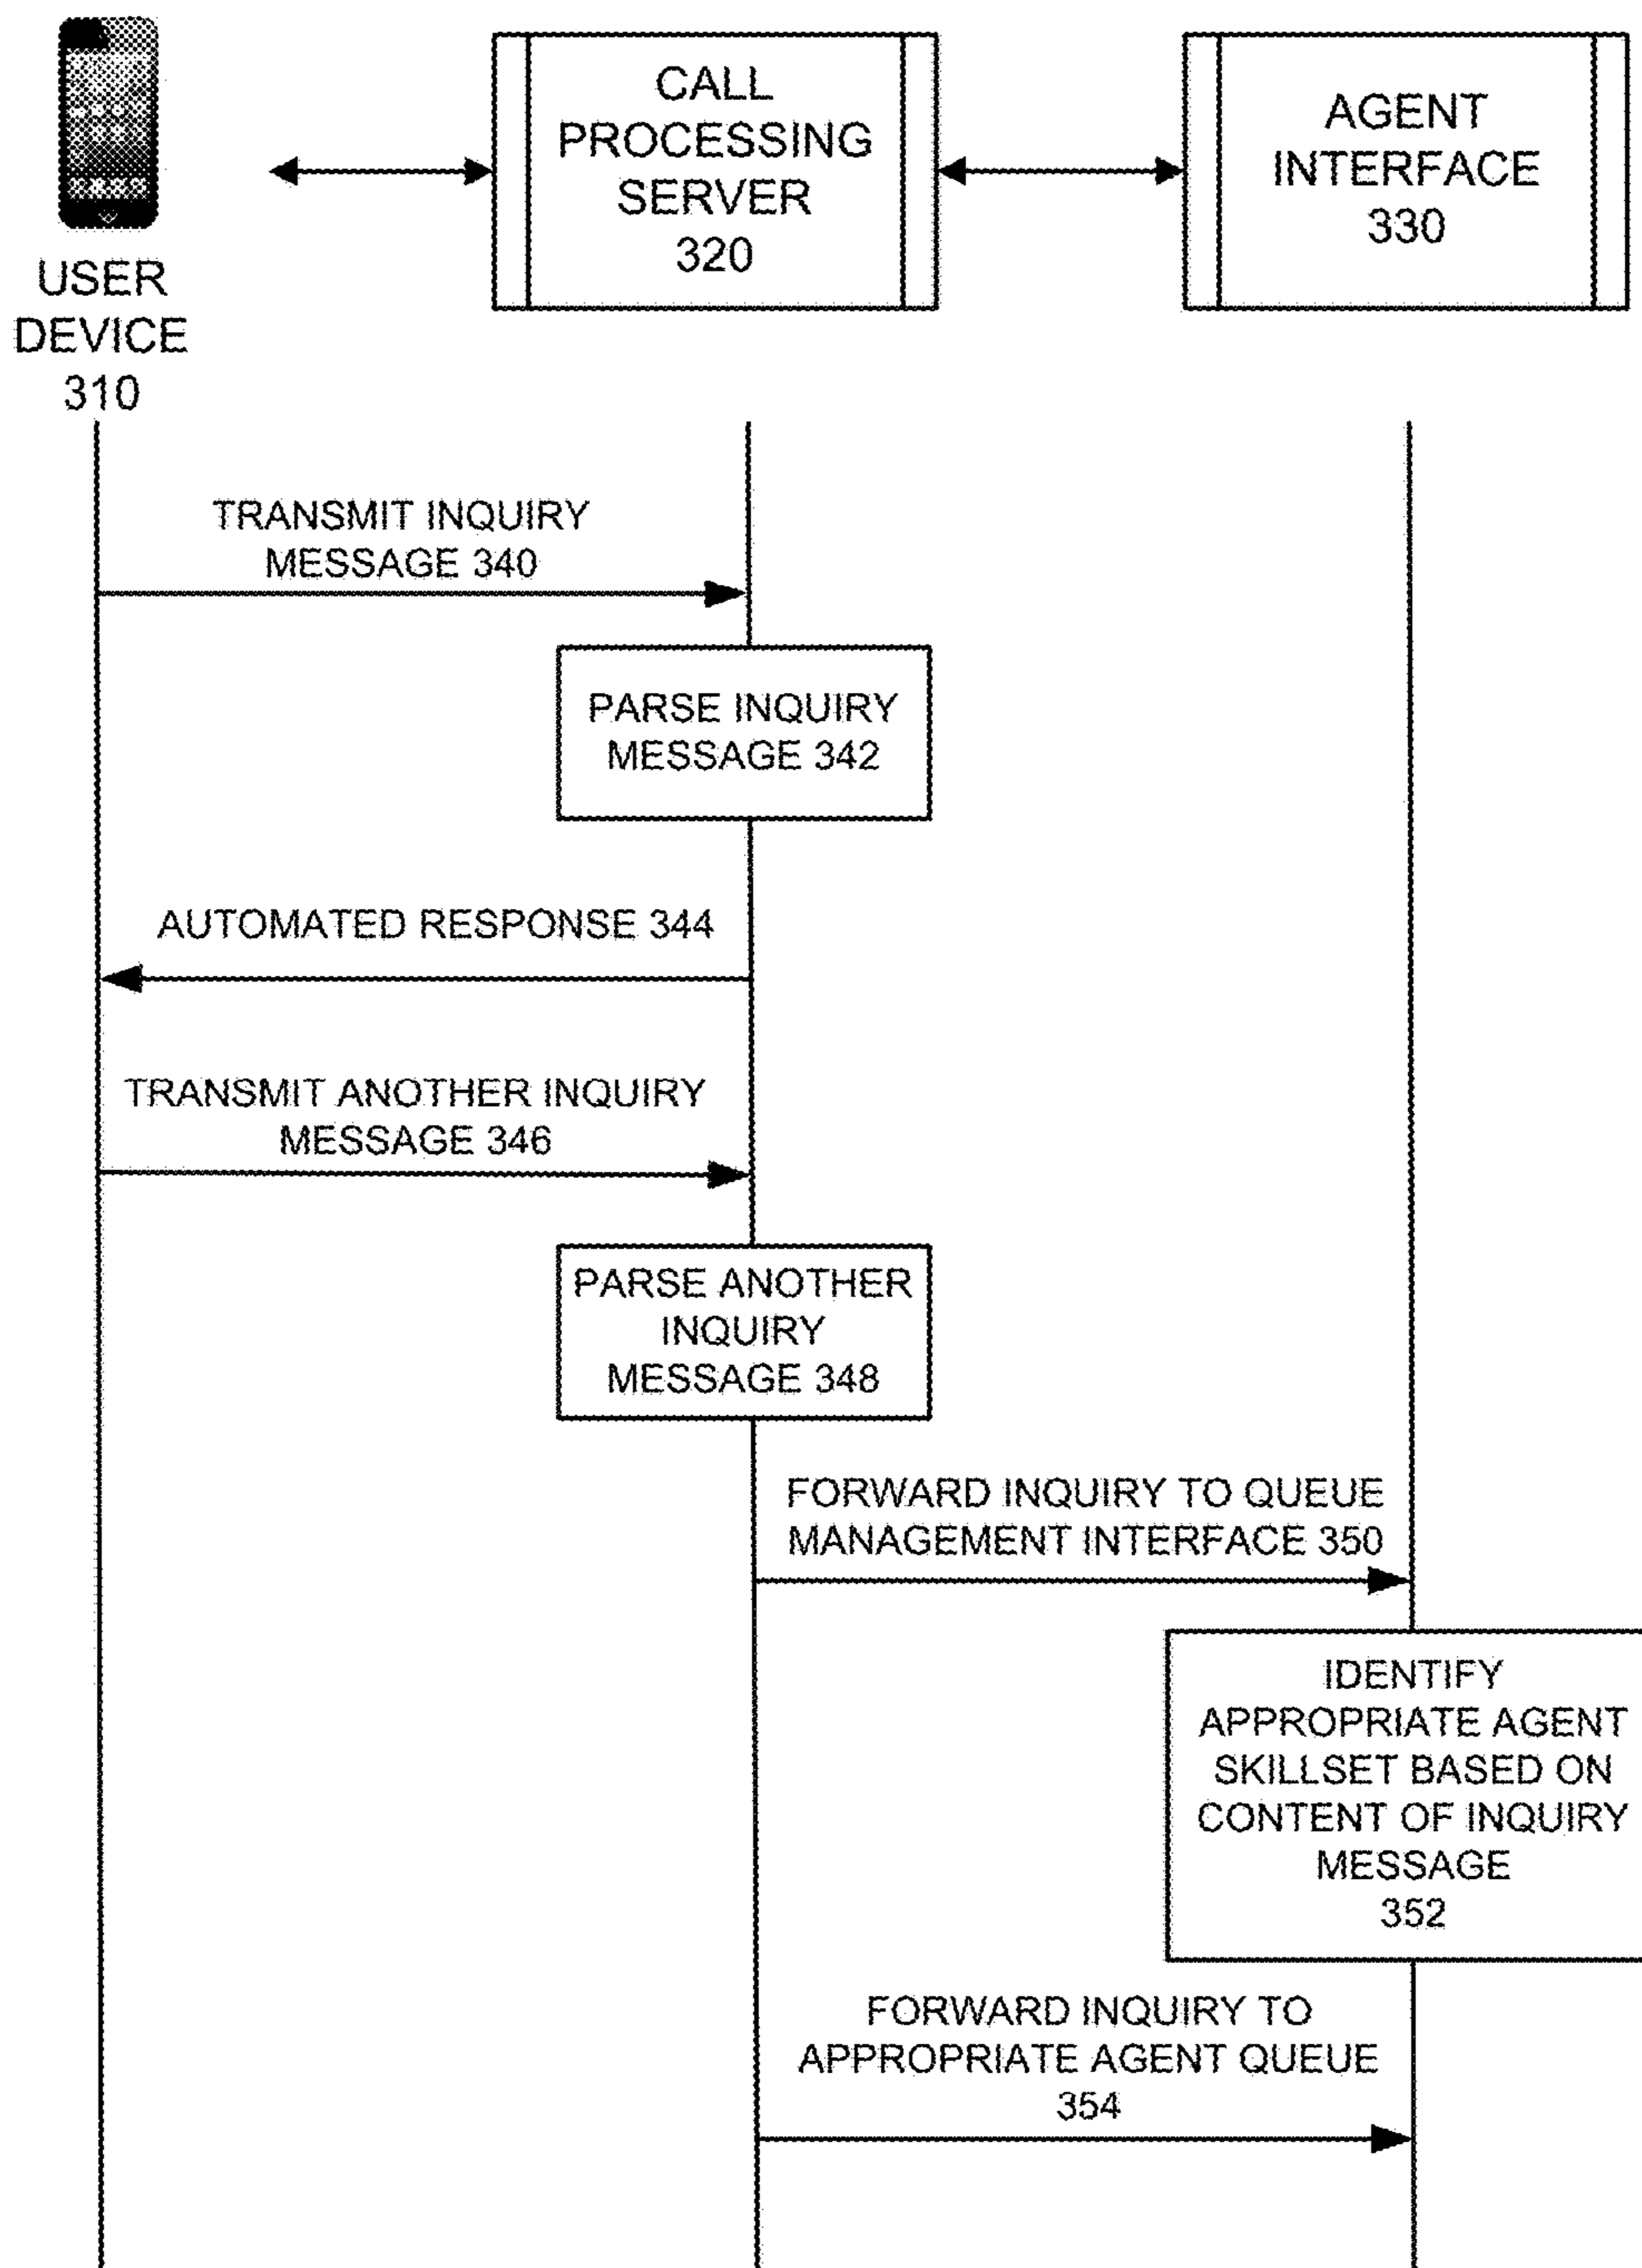 USER
DEVICE
310
CALL
PROCESSING
SERVER
320
AGENT
INTERFACE
330
TRANSMIT INQUIRY
MESSAGE 340
PARSE INQUIRY
MESSAGE 342
AUTOMATED RESPONSE 344
TRANSMIT ANOTHER INQUIRY
MESSAGE 346
PARSE ANOTHER
INQUIRY
MESSAGE 348
FORWARD INQUIRY TO QUEUE
MANAGEMENT INTERFACE 350
IDENTIFY
APPROPRIATE AGENT
SKILLSET BASED ON
CONTENT OF INQUIRY
MESSAGE
352
FORWARD INQUIRY TO
APPROPRIATE AGENT QUEUE
354